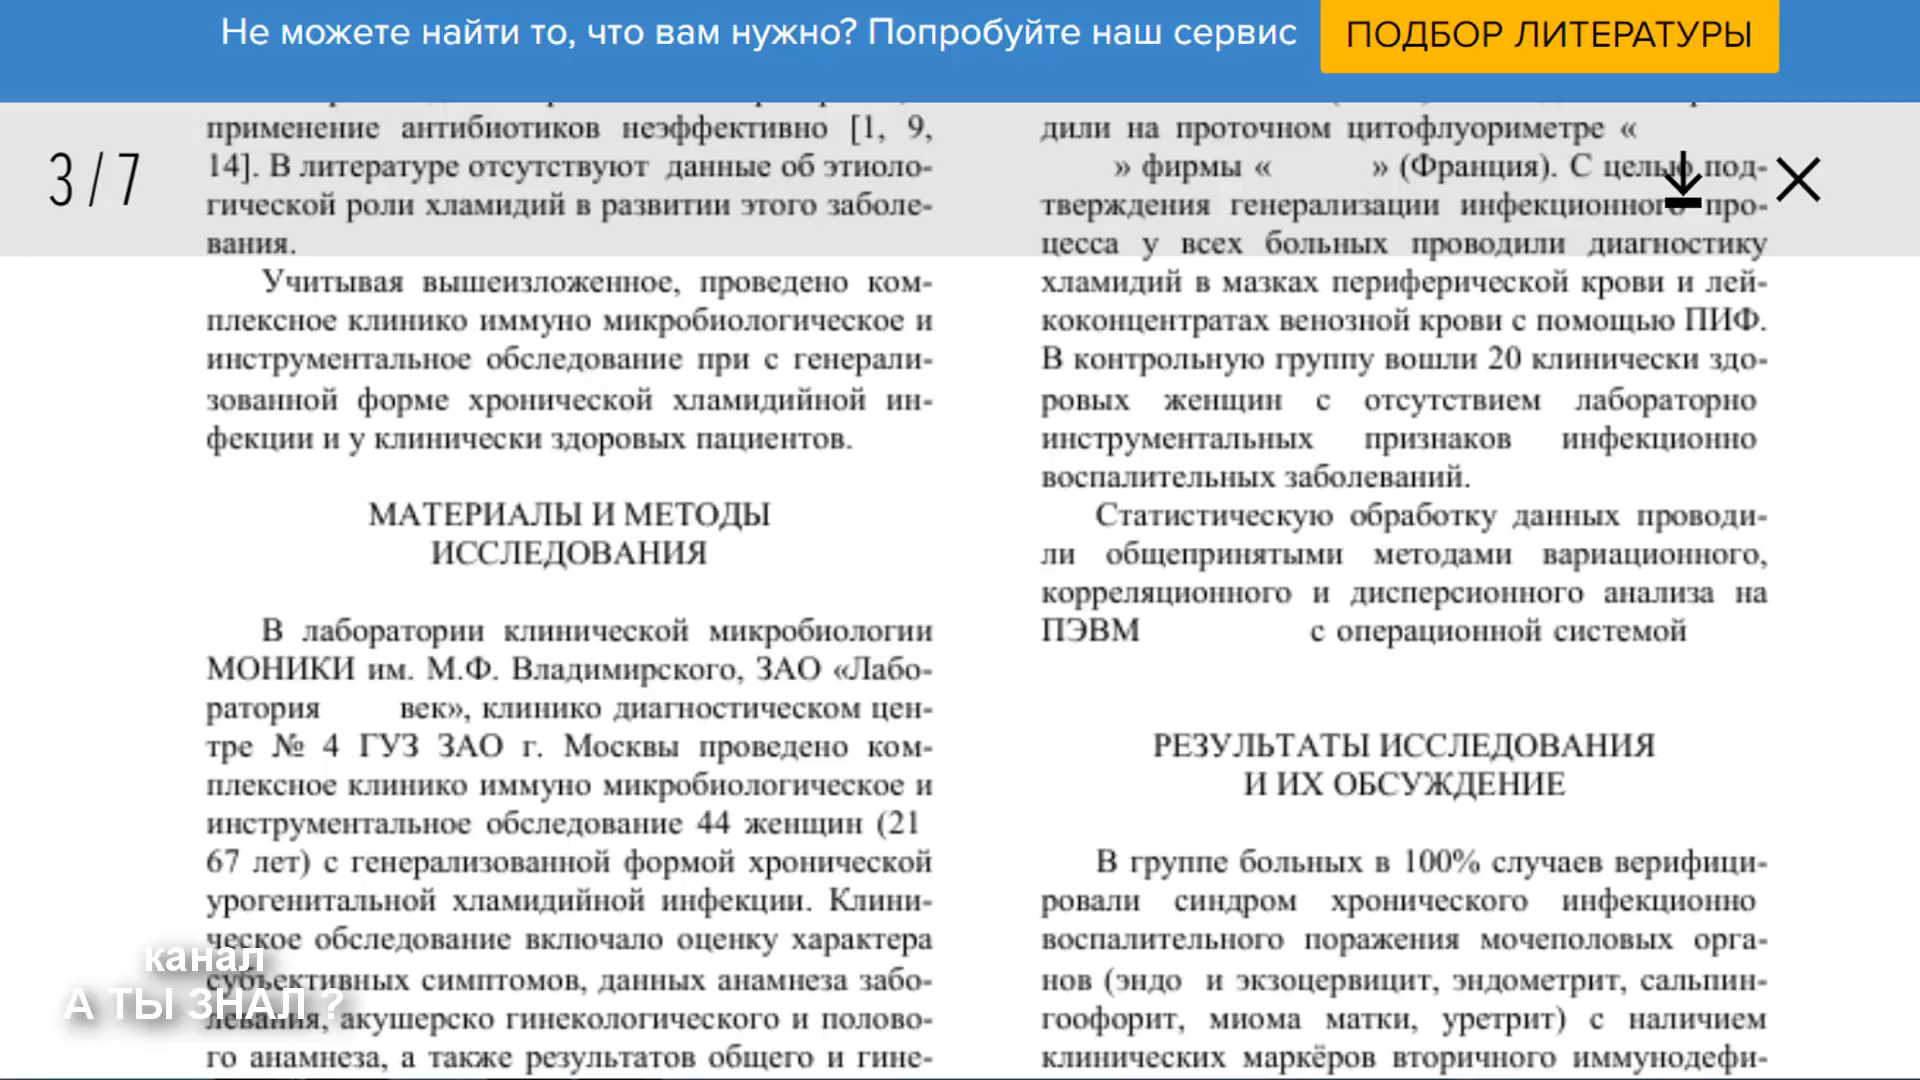 Не можете найти то, что вам нужно? Попробуйте наш сервис
ПОДБОР ЛИТЕРАТУРЫ
3 / 7
применение антибиотиков неэффективно [1, 9,
14]. В литературе отсутствуют данные об этиоло-
гической роли хламидий в развитии этого заболе-
вания.
Учитывая вышеизложенное, проведено ком-
плексное клинико иммуно микробиологическое и
инструментальное обследование при с генерали-
зованной форме хронической хламидийной ин-
фекции и у клинически здоровых пациентов.
МАТЕРИАЛЫ И МЕТОДЫ
ИССЛЕДОВАНИЯ
В лаборатории клинической микробиологии
МОНИКИ им. М.Ф. Владимирского, ЗАО «Лабо-
ратория век», клинико диагностическом цен-
тре № 4 ГУЗ ЗАО г. Москвы проведено ком-
плексное клинико иммуно микробиологическое и
инструментальное обследование 44 женщин (21
67 лет) с генерализованной формой хронической
урогенитальной хламидийной инфекции. Клини-
ческое обследование включало оценку характера
субъективных симптомов, данных анамнеза забо-
левания, акушерско гинекологического и полово-
го анамнеза, а также результатов общего и гине-
дили на проточном цитофлуориметре «
» фирмы « » (Франция). С целью под-
тверждения генерализации инфекционного про-
цесса у всех больных проводили диагностику
хламидий в мазках периферической крови и лей-
коконцентратах венозной крови с помощью ПИФ.
В контрольную группу вошли 20 клинически здо-
ровых женщин с отсутствием лабораторно
инструментальных признаков инфекционно
воспалительных заболеваний.
Статистическую обработку данных проводи-
ли общепринятыми методами вариационного,
корреляционного и дисперсионного анализа на
ПЭВМ с операционной системой
РЕЗУЛЬТАТЫ ИССЛЕДОВАНИЯ
И ИХ ОБСУЖДЕНИЕ
В группе больных в 100% случаев верифици-
ровали синдром хронического инфекционно
воспалительного поражения мочеполовых орга-
нов (эндо и экзоцервицит, эндометрит, сальпин-
гоофорит, миома матки, уретрит) с наличием
клинических маркёров вторичного иммунодефи-
канал
А ТЫ ЗНАЛ ?